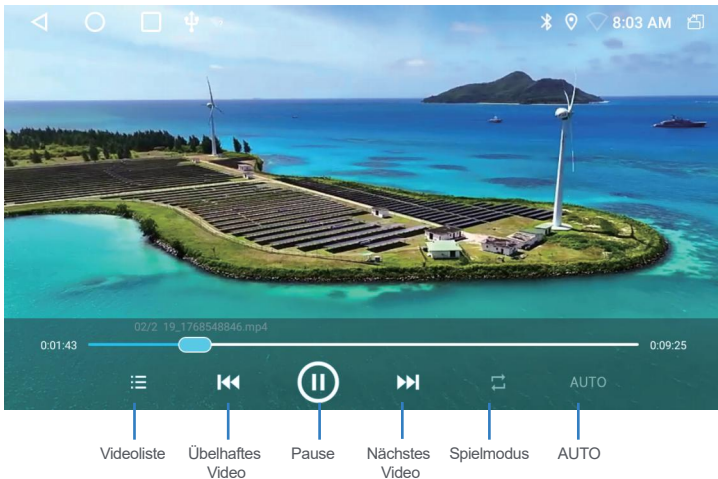 8:03 AM
02/2 19_1768548846.mp4
0:01:43
0:09:25
AUTO
Videoliste
Übelhaftes
Video
Pause
Nächstes
Video
Spielmodus
AUTO